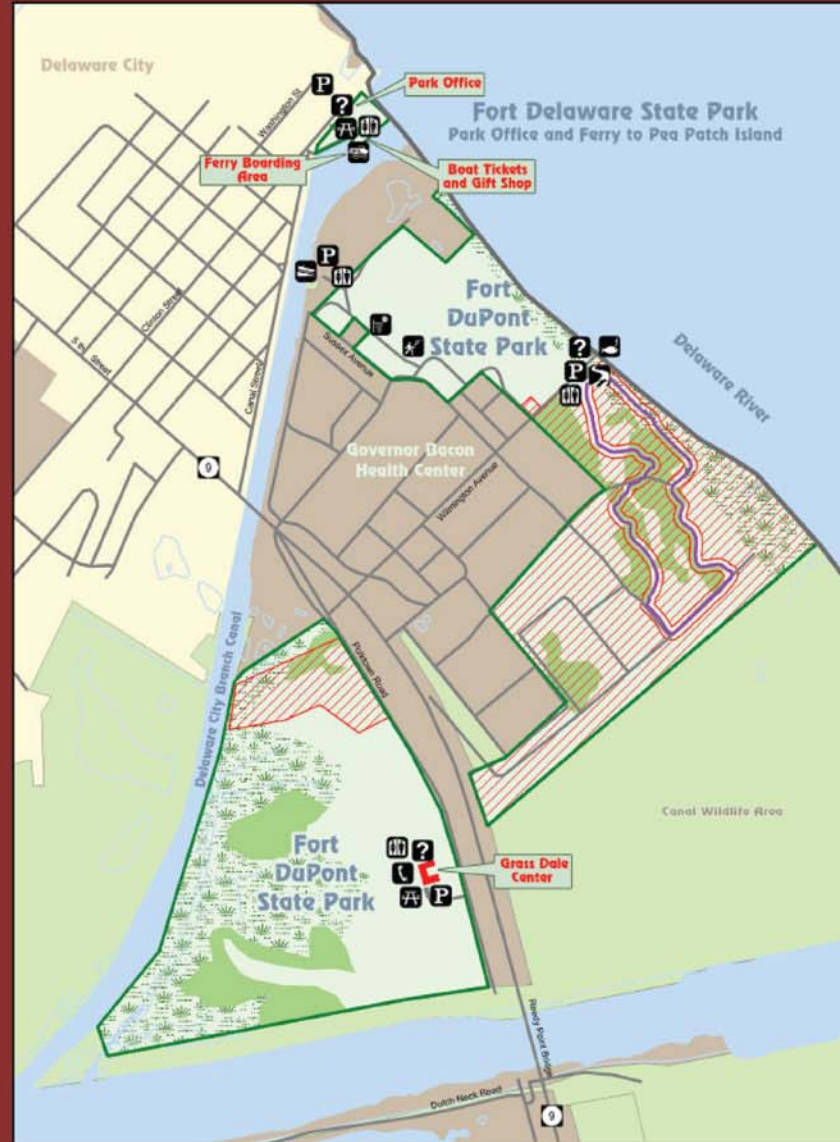 Delaware City
P
Park Office
?
Washington St
Fort Delaware State Park
Park Office and Ferry to Pea Patch Island
Ferry Boarding
Area
Boat Tickets
and Gift Shop
P
Clinton Street
5 th Street
Canal Street
Sussex Avenue
Fort
DuPont
State Park
?
P
Delaware River
9
Governor Bacon
Health Center
Wilmington Avenue
Polktown Road
Delaware City Branch Canal
Canal Wildlife Area
Fort
DuPont
State Park
?
P
Grass Dale
Center
Reedy Point Bridge
Dutch Neck Road
9